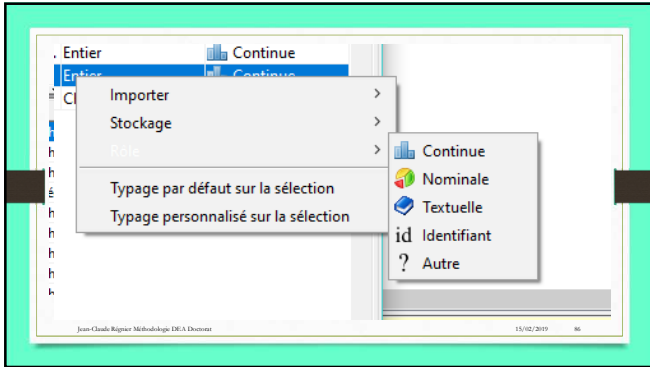 . Entier Continue
Entier Continue
Cl
Importer >
Stockage >
Rôle >
Typage par défaut sur la sélection
Typage personnalisé sur la sélection
Continue
Nominale
Textuelle
id Identifiant
? Autre
h
h
é
h
h
h
h
Jean-Claude Régnier Méthodologie DEA Doctorat 15/02/2019 86